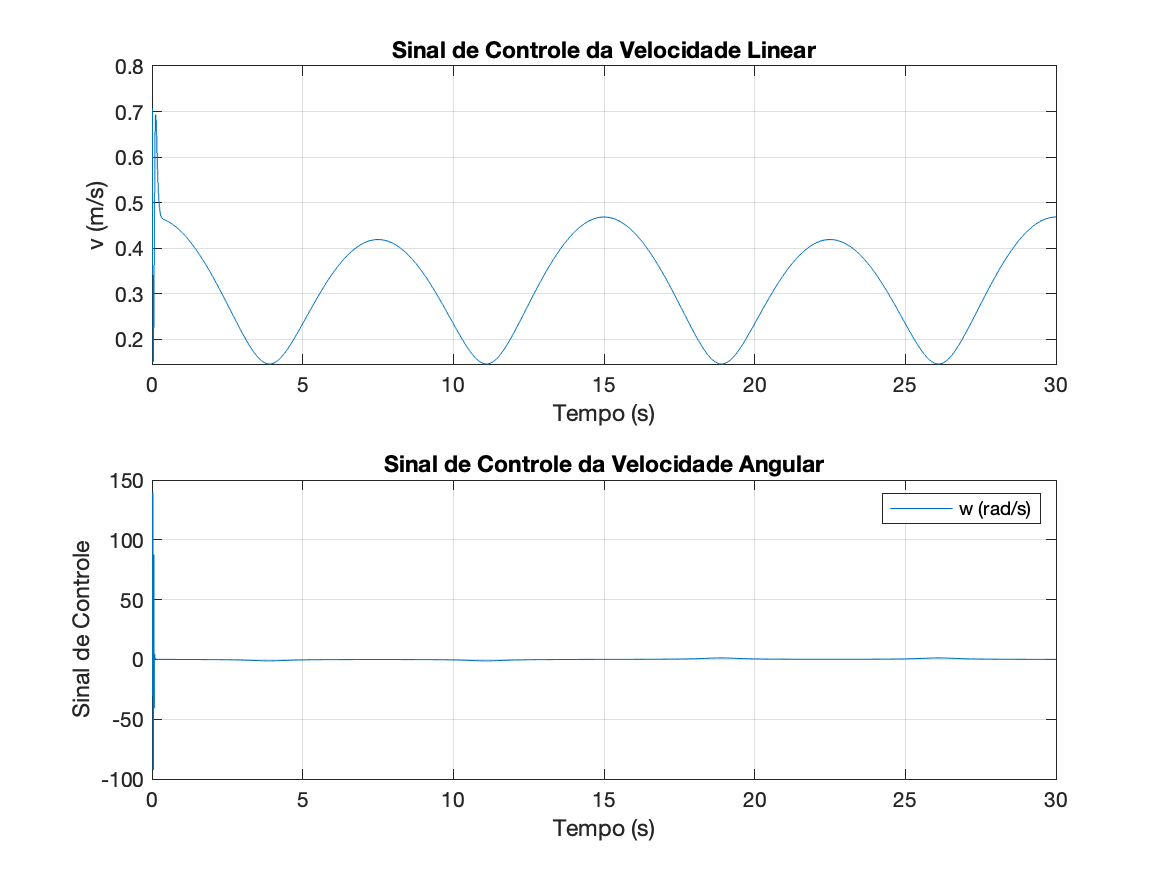 Sinal de Controle da Velocidade Linear
0.8
0.7
0.6
0.5
0.4
0.3
0.2
v (m/s)
0 5 10 15 20 25 30
Tempo (s)
Sinal de Controle da Velocidade Angular
150
100
50
0
-50
-100
Sinal de Controle
w (rad/s)
0 5 10 15 20 25 30
Tempo (s)